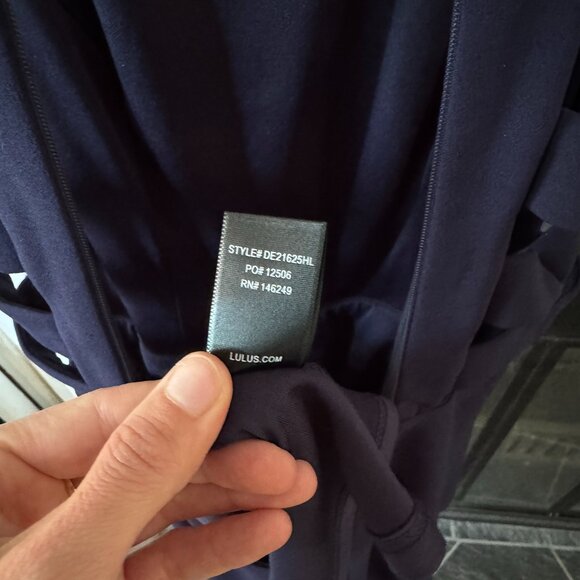 STYLE# DE21625HL
PO# 12506
RN# 146249
LULUS.COM